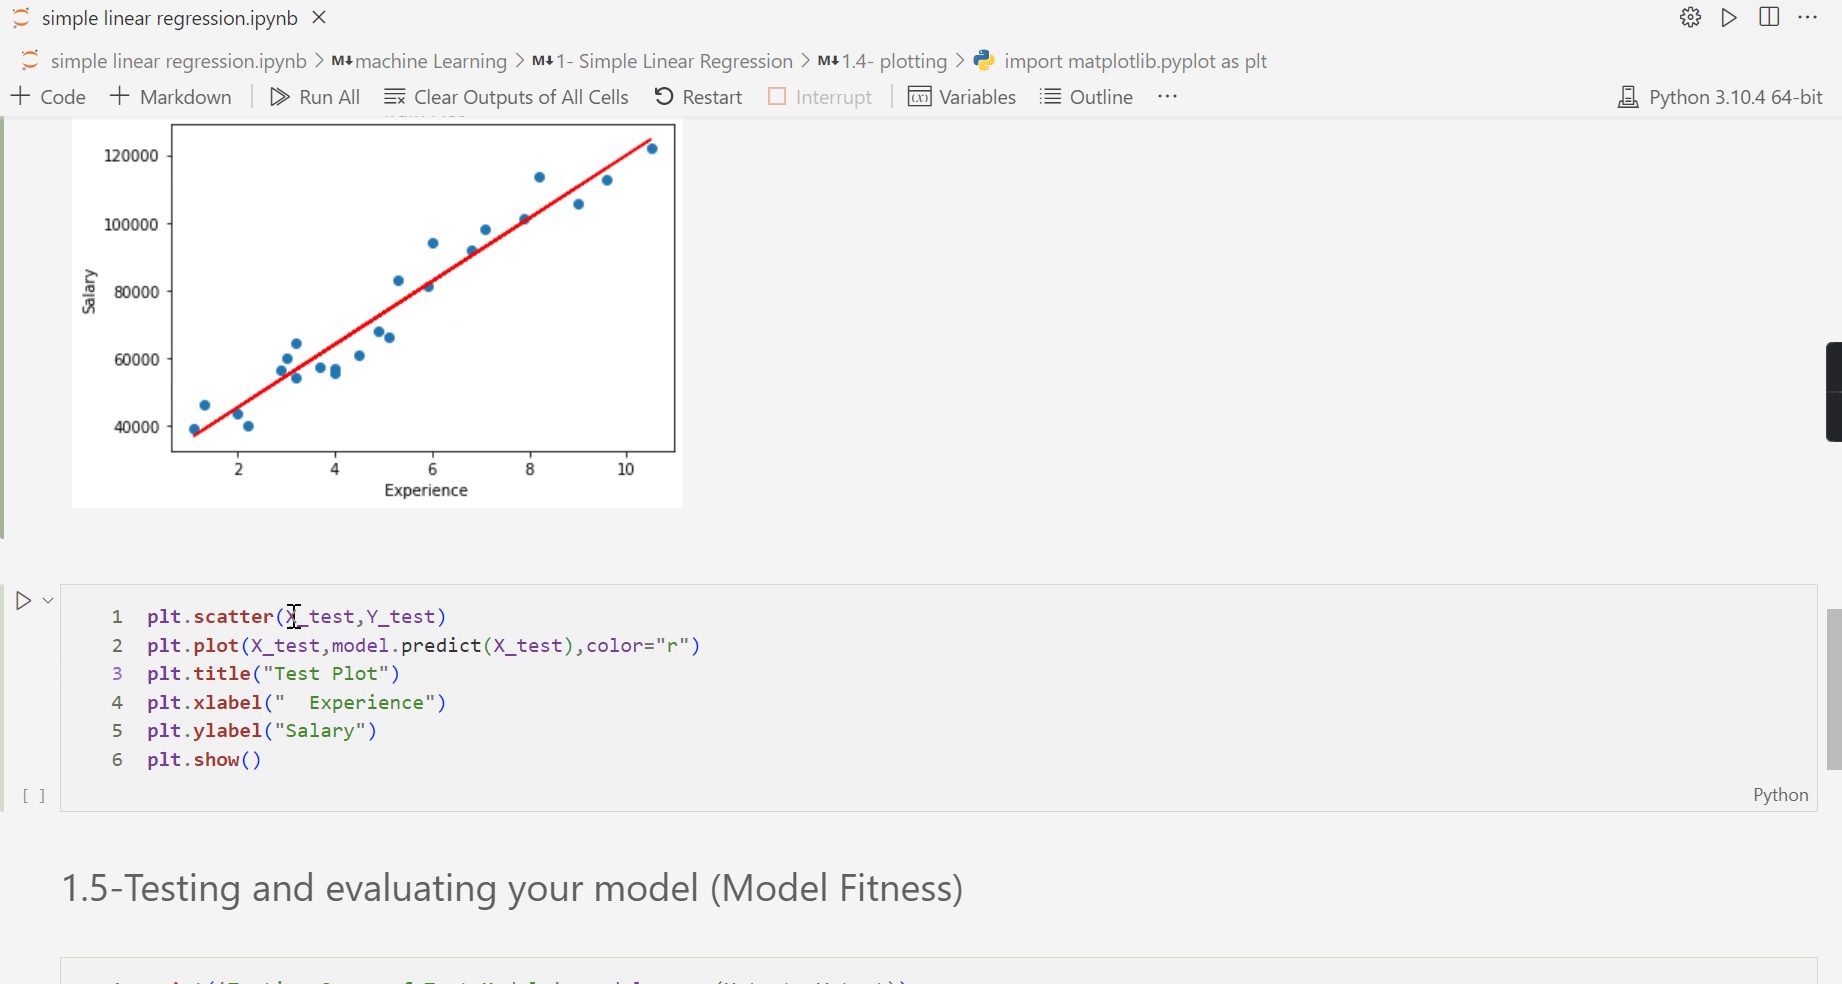 simple linear regression.ipynb
simple linear regression.ipynb > M↓machine Learning > M↓1- Simple Linear Regression > M↓1.4- plotting > import matplotlib.pyplot as plt
+ Code + Markdown Run All Clear Outputs of All Cells Restart Interrupt Variables Outline ... Python 3.10.4 64-bit
120000
100000
80000
60000
40000
Salary
2 4 6 8 10
Experience
1 plt.scatter(X_test,Y_test)
2 plt.plot(X_test,model.predict(X_test),color="r")
3 plt.title("Test Plot")
4 plt.xlabel("  Experience")
5 plt.ylabel("Salary")
6 plt.show()
[ ]
Python
1.5-Testing and evaluating your model (Model Fitness)